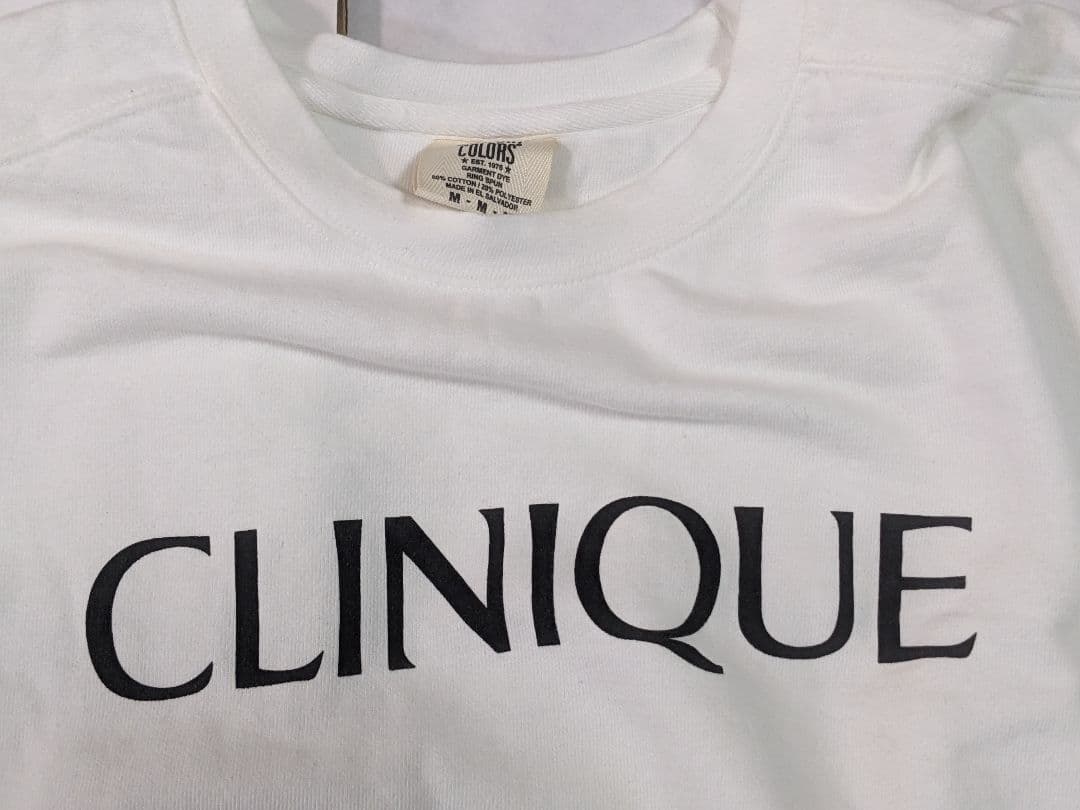 COLORS
★ EST. 1975 ★
GARMENT DYE
RING SPUN
80% COTTON / 20% POLYESTER
MADE IN EL SALVADOR
M - M -
CLINIQUE